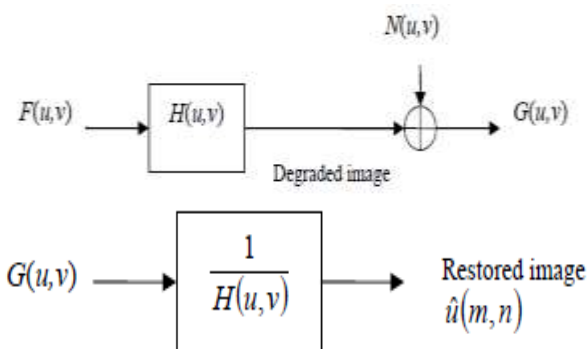 N(u,v)
F(u,v)
H(u,v)
G(u,v)
Degraded image
G(u,v)
1
H(u,v)
Restored image
û(m,n)